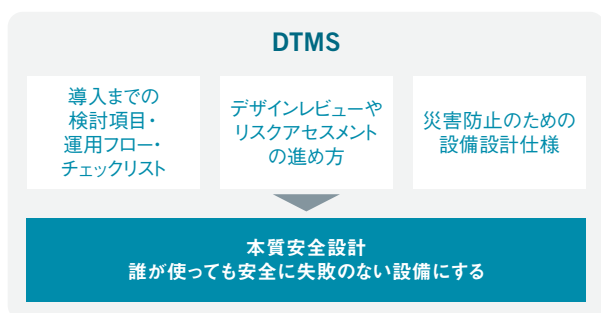 DTMS
導入までの
検討項目・
運用フロー・
チェックリスト
デザインレビューや
リスクアセスメント
の進め方
災害防止のための
設備設計仕様
本質安全設計
誰が使っても安全に失敗のない設備にする